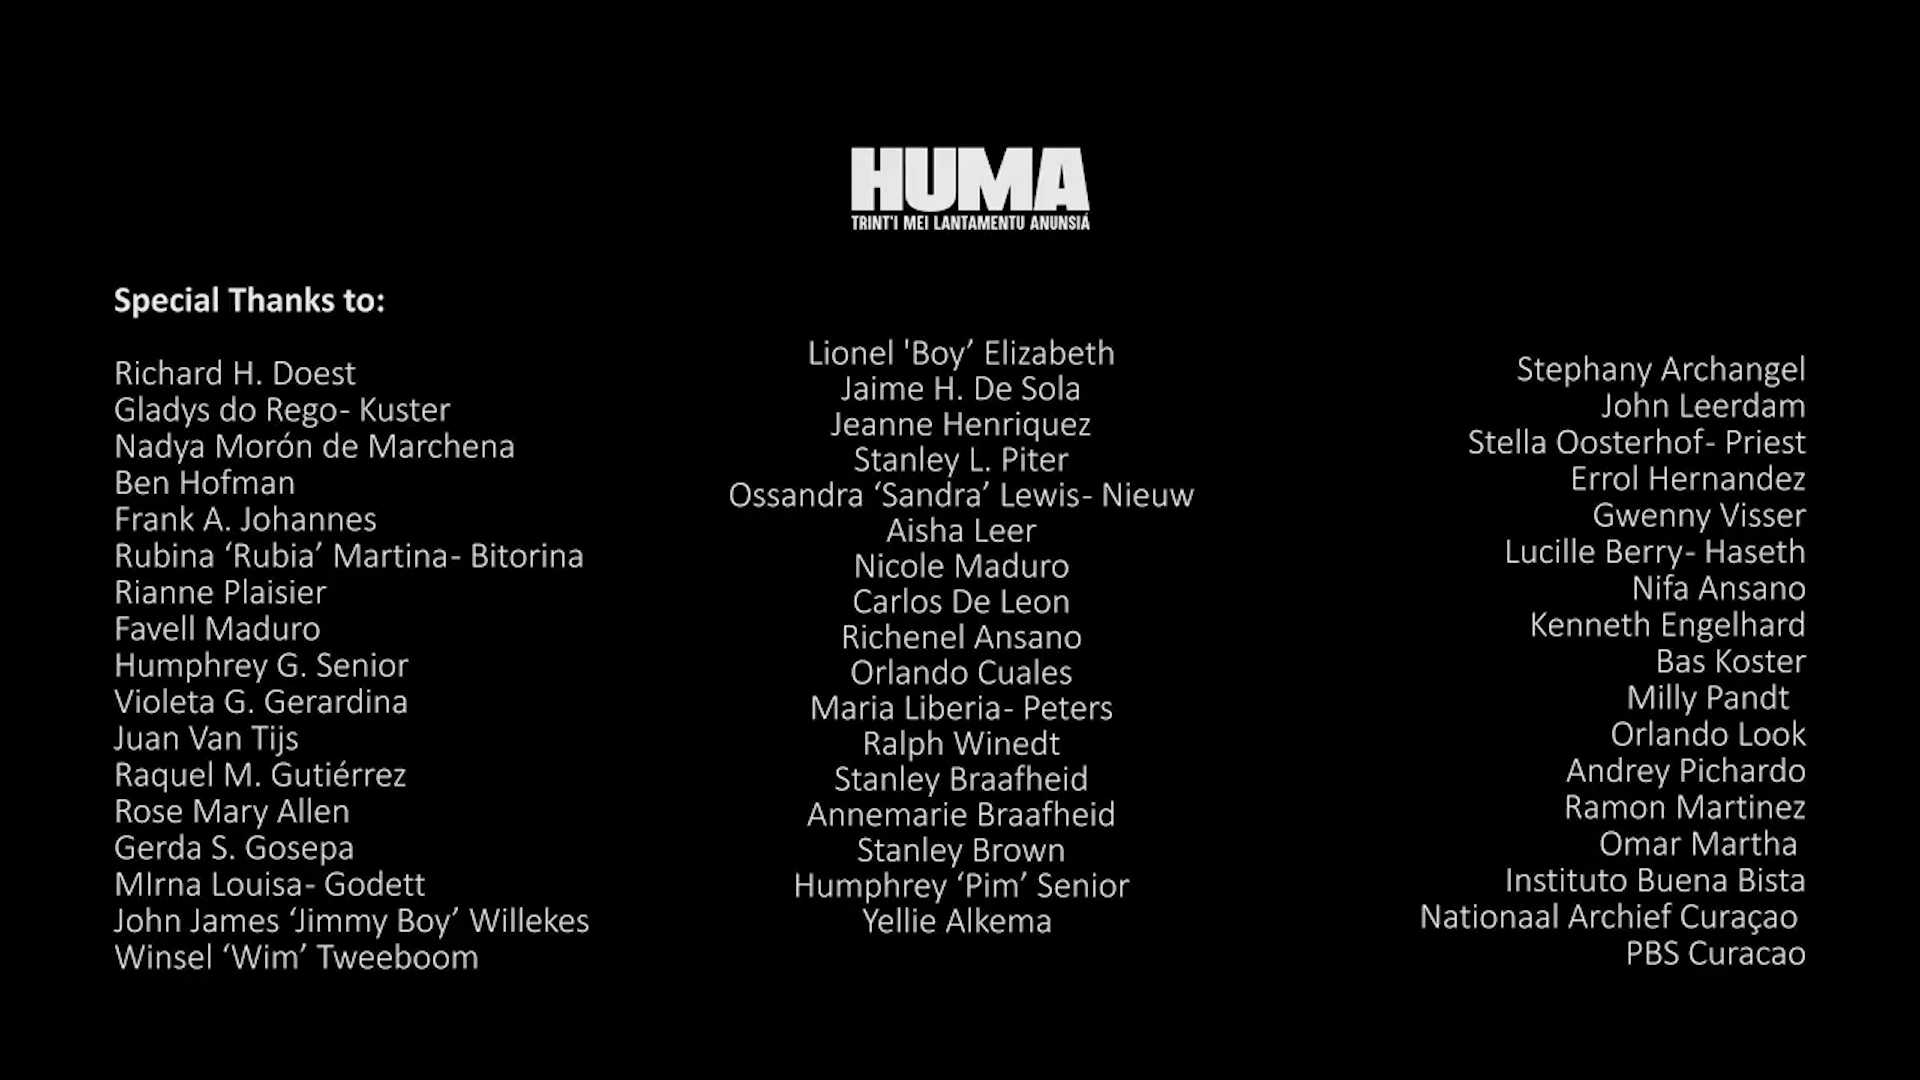 HUMA
TRINT'I MEI LANTAMENTU ANUNSIÁ
Special Thanks to:
Richard H. Doest
Gladys do Rego- Kuster
Nadya Morón de Marchena
Ben Hofman
Frank A. Johannes
Rubina ‘Rubia’ Martina- Bitorina
Rianne Plaisier
Favell Maduro
Humphrey G. Senior
Violeta G. Gerardina
Juan Van Tijs
Raquel M. Gutiérrez
Rose Mary Allen
Gerda S. Gosepa
MIrna Louisa- Godett
John James ‘Jimmy Boy’ Willekes
Winsel ‘Wim’ Tweeboom
Lionel 'Boy’ Elizabeth
Jaime H. De Sola
Jeanne Henriquez
Stanley L. Piter
Ossandra ‘Sandra’ Lewis- Nieuw
Aisha Leer
Nicole Maduro
Carlos De Leon
Richenel Ansano
Orlando Cuales
Maria Liberia- Peters
Ralph Winedt
Stanley Braafheid
Annemarie Braafheid
Stanley Brown
Humphrey ‘Pim’ Senior
Yellie Alkema
Stephany Archangel
John Leerdam
Stella Oosterhof- Priest
Errol Hernandez
Gwenny Visser
Lucille Berry- Haseth
Nifa Ansano
Kenneth Engelhard
Bas Koster
Milly Pandt
Orlando Look
Andrey Pichardo
Ramon Martinez
Omar Martha
Instituto Buena Bista
Nationaal Archief Curaçao
PBS Curacao